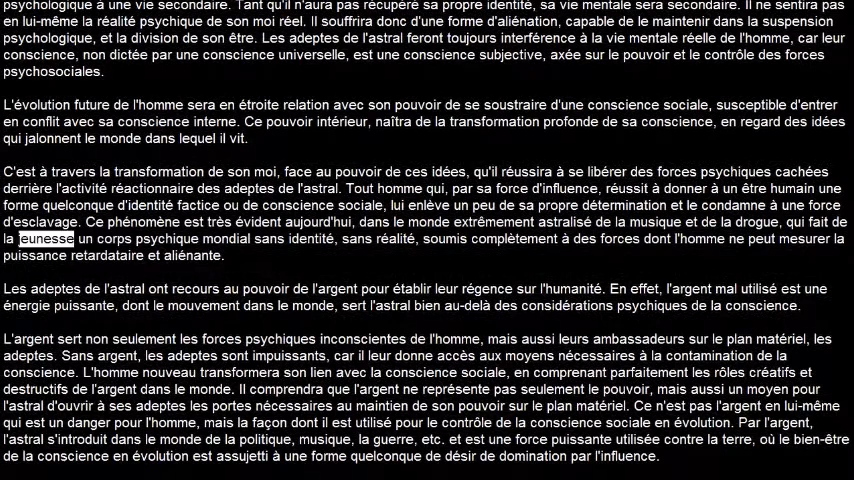 psychologique à une vie secondaire. Tant qu'il n'aura pas récupéré sa propre identité, sa vie mentale sera secondaire. Il ne sentira pas
en lui-même la réalité psychique de son moi réel. Il souffrira donc d'une forme d'aliénation, capable de le maintenir dans la suspension
psychologique, et la division de son être. Les adeptes de l'astral feront toujours interférence à la vie mentale réelle de l'homme, car leur
conscience, non dictée par une conscience universelle, est une conscience subjective, axée sur le pouvoir et le contrôle des forces
psychosociales.
L'évolution future de l'homme sera en étroite relation avec son pouvoir de se soustraire d'une conscience sociale, susceptible d'entrer
en conflit avec sa conscience interne. Ce pouvoir intérieur, naîtra de la transformation profonde de sa conscience, en regard des idées
qui jalonnent le monde dans lequel il vit.
C'est à travers la transformation de son moi, face au pouvoir de ces idées, qu'il réussira à se libérer des forces psychiques cachées
derrière l'activité réactionnaire des adeptes de l'astral. Tout homme qui, par sa force d'influence, réussit à donner à un être humain une
forme quelconque d'identité factice ou de conscience sociale, lui enlève un peu de sa propre détermination et le condamne à une force
d'esclavage. Ce phénomène est très évident aujourd'hui, dans le monde extrêmement astralisé de la musique et de la drogue, qui fait de
la jeunesse un corps psychique mondial sans identité, sans réalité, soumis complètement à des forces dont l'homme ne peut mesurer la
puissance retardataire et aliénante.
Les adeptes de l'astral ont recours au pouvoir de l'argent pour établir leur régence sur l'humanité. En effet, l'argent mal utilisé est une
énergie puissante, dont le mouvement dans le monde, sert l'astral bien au-delà des considérations psychiques de la conscience.
L'argent sert non seulement les forces psychiques inconscientes de l'homme, mais aussi leurs ambassadeurs sur le plan matériel, les
adeptes. Sans argent, les adeptes sont impuissants, car il leur donne accès aux moyens nécessaires à la contamination de la
conscience. L'homme nouveau transformera son lien avec la conscience sociale, en comprenant parfaitement les rôles créatifs et
destructifs de l'argent dans le monde. Il comprendra que l'argent ne représente pas seulement le pouvoir, mais aussi un moyen pour
l'astral d'ouvrir à ses adeptes les portes nécessaires au maintien de son pouvoir sur le plan matériel. Ce n'est pas l'argent en lui-même
qui est un danger pour l'homme, mais la façon dont il est utilisé pour le contrôle de la conscience sociale en évolution. Par l'argent,
l'astral s'introduit dans le monde de la politique, musique, la guerre, etc. et est une force puissante utilisée contre la terre, où le bien-être
de la conscience en évolution est assujetti à une forme quelconque de désir de domination par l'influence.